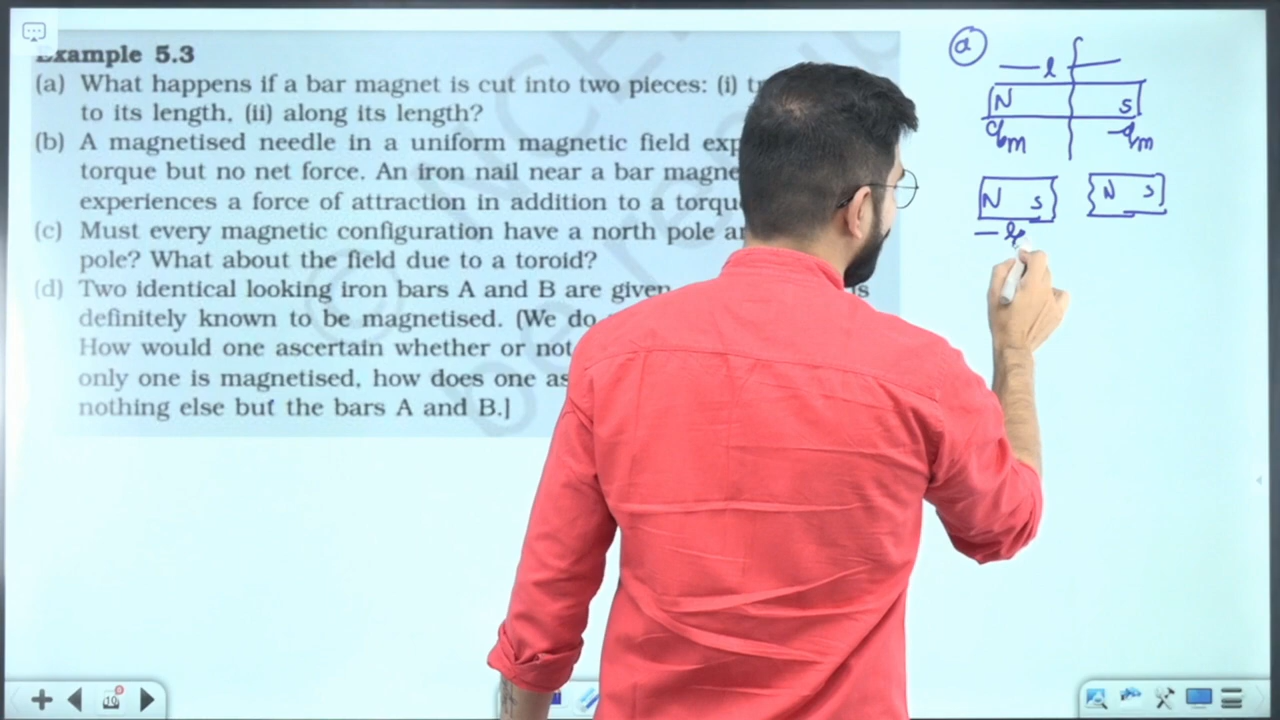 Example 5.3
(a) What happens if a bar magnet is cut into two pieces: (i)
to its length, (ii) along its length?
(b) A magnetised needle in a uniform magnetic field
torque but no net force. An iron nail near a bar
experiences a force of attraction in addition to a
(c) Must every magnetic configuration have a north pole
pole? What about the field due to a toroid?
(d) Two identical looking iron bars A and B are given
definitely known to be magnetised. (We do
How would one ascertain whether or not
only one is magnetised, how does one
nothing else but the bars A and B.]
a
l
N S
qm -qm
N S N S
10